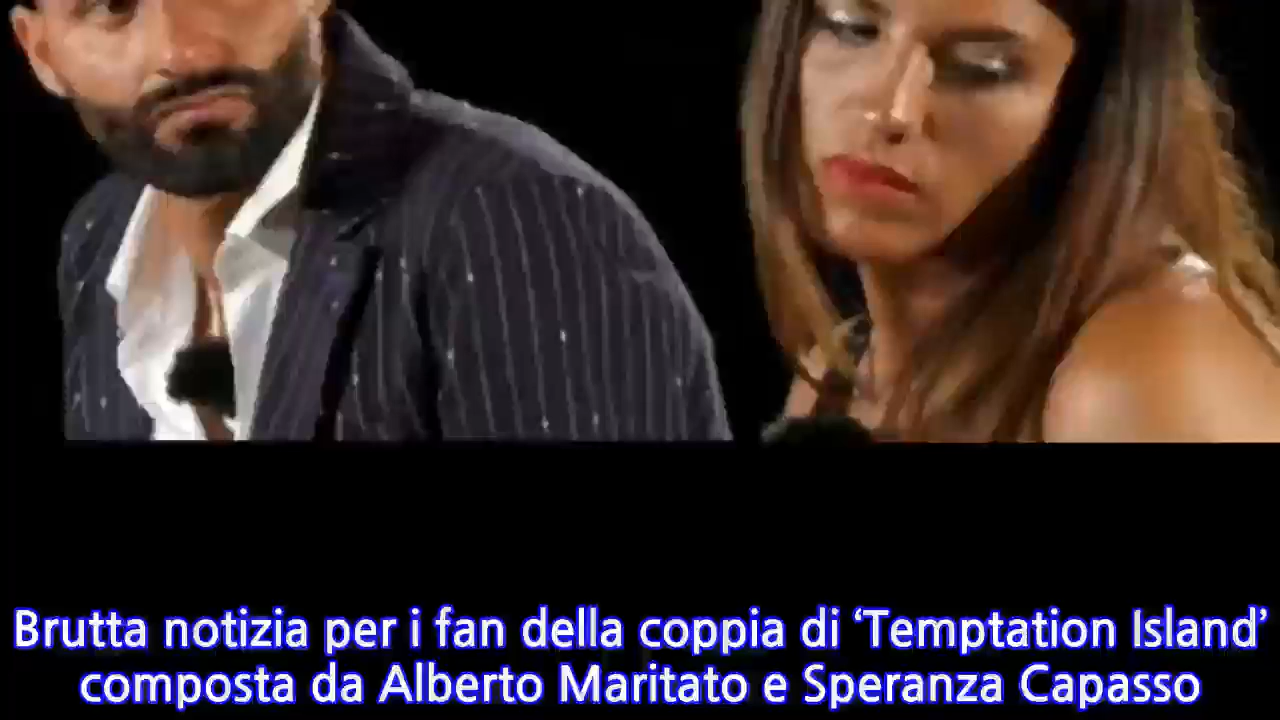 Brutta notizia per i fan della coppia di ‘Temptation Island’
composta da Alberto Maritato e Speranza Capasso